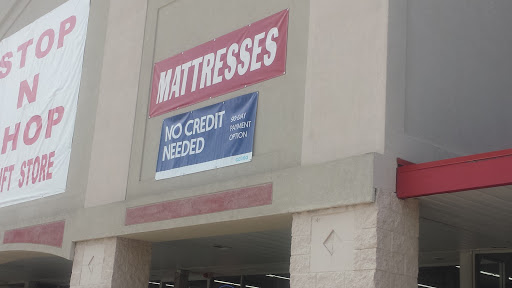 STOP
N
HOP
FT STORE
MATTRESSES
NO CREDIT
NEEDED
90-DAY
PAYMENT
OPTION